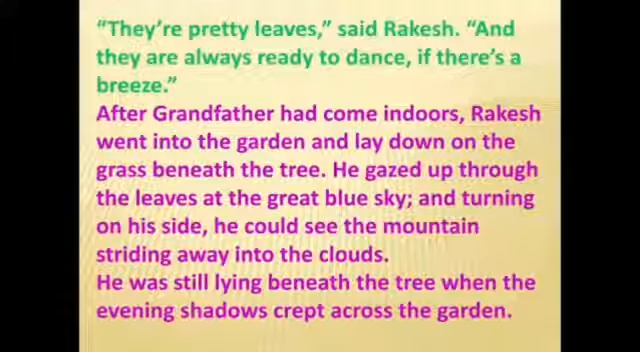 “They’re pretty leaves,” said Rakesh. “And
they are always ready to dance, if there’s a
breeze.”
After Grandfather had come indoors, Rakesh
went into the garden and lay down on the
grass beneath the tree. He gazed up through
the leaves at the great blue sky; and turning
on his side, he could see the mountain
striding away into the clouds.
He was still lying beneath the tree when the
evening shadows crept across the garden.